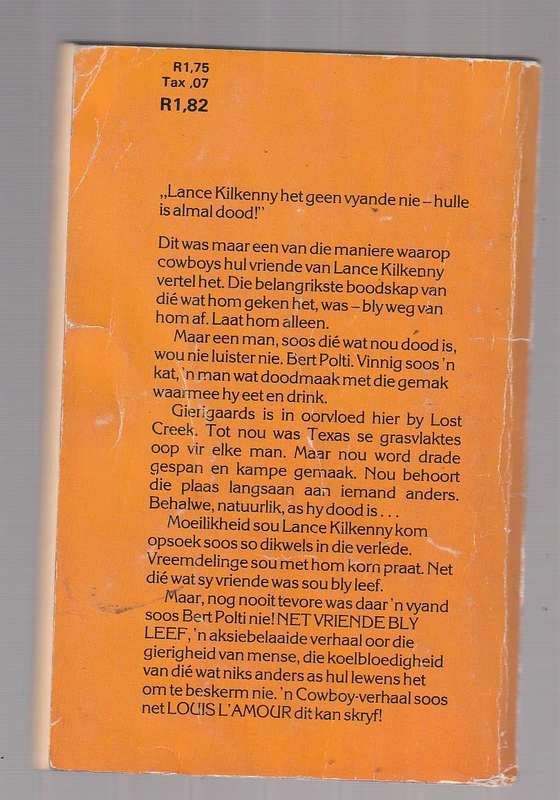 R1,75
Tax ,07
R1,82
„Lance Kilkenny het geen vyande nie – hulle
is almal dood!”
Dit was maar een van die maniere waarop
cowboys hul vriende van Lance Kilkenny
vertel het. Die belangrikste boodskap van
dié wat hom geken het, was – bly weg van
hom af. Laat hom alleen.
Maar een man, soos dié wat nou dood is,
wou nie luister nie. Bert Polti. Vinnig soos 'n
kat, 'n man wat doodmaak met die gemak
waarmee hy eet en drink.
Gierigaards is in oorvloed hier by Lost
Creek. Tot nou was Texas se grasvlaktes
oop vir elke man. Maar nou word drade
gespan en kampe gemaak. Nou behoort
die plaas langsaan aan iemand anders.
Behalwe, natuurlik, as hy dood is . . .
Moeilikheid sou Lance Kilkenny kom
opsoek soos so dikwels in die verlede.
Vreemdelinge sou met hom kom praat. Net
dié wat sy vriende was sou bly leef.
Maar, nog nooit tevore was daar 'n vyand
soos Bert Polti nie! NET VRIENDE BLY
LEEF, 'n aksiebelaaide verhaal oor die
gierigheid van mense, die koelbloedigheid
van dié wat niks anders as hul lewens het
om te beskerm nie. 'n Cowboy-verhaal soos
net LOUIS L'AMOUR dit kan skryf!